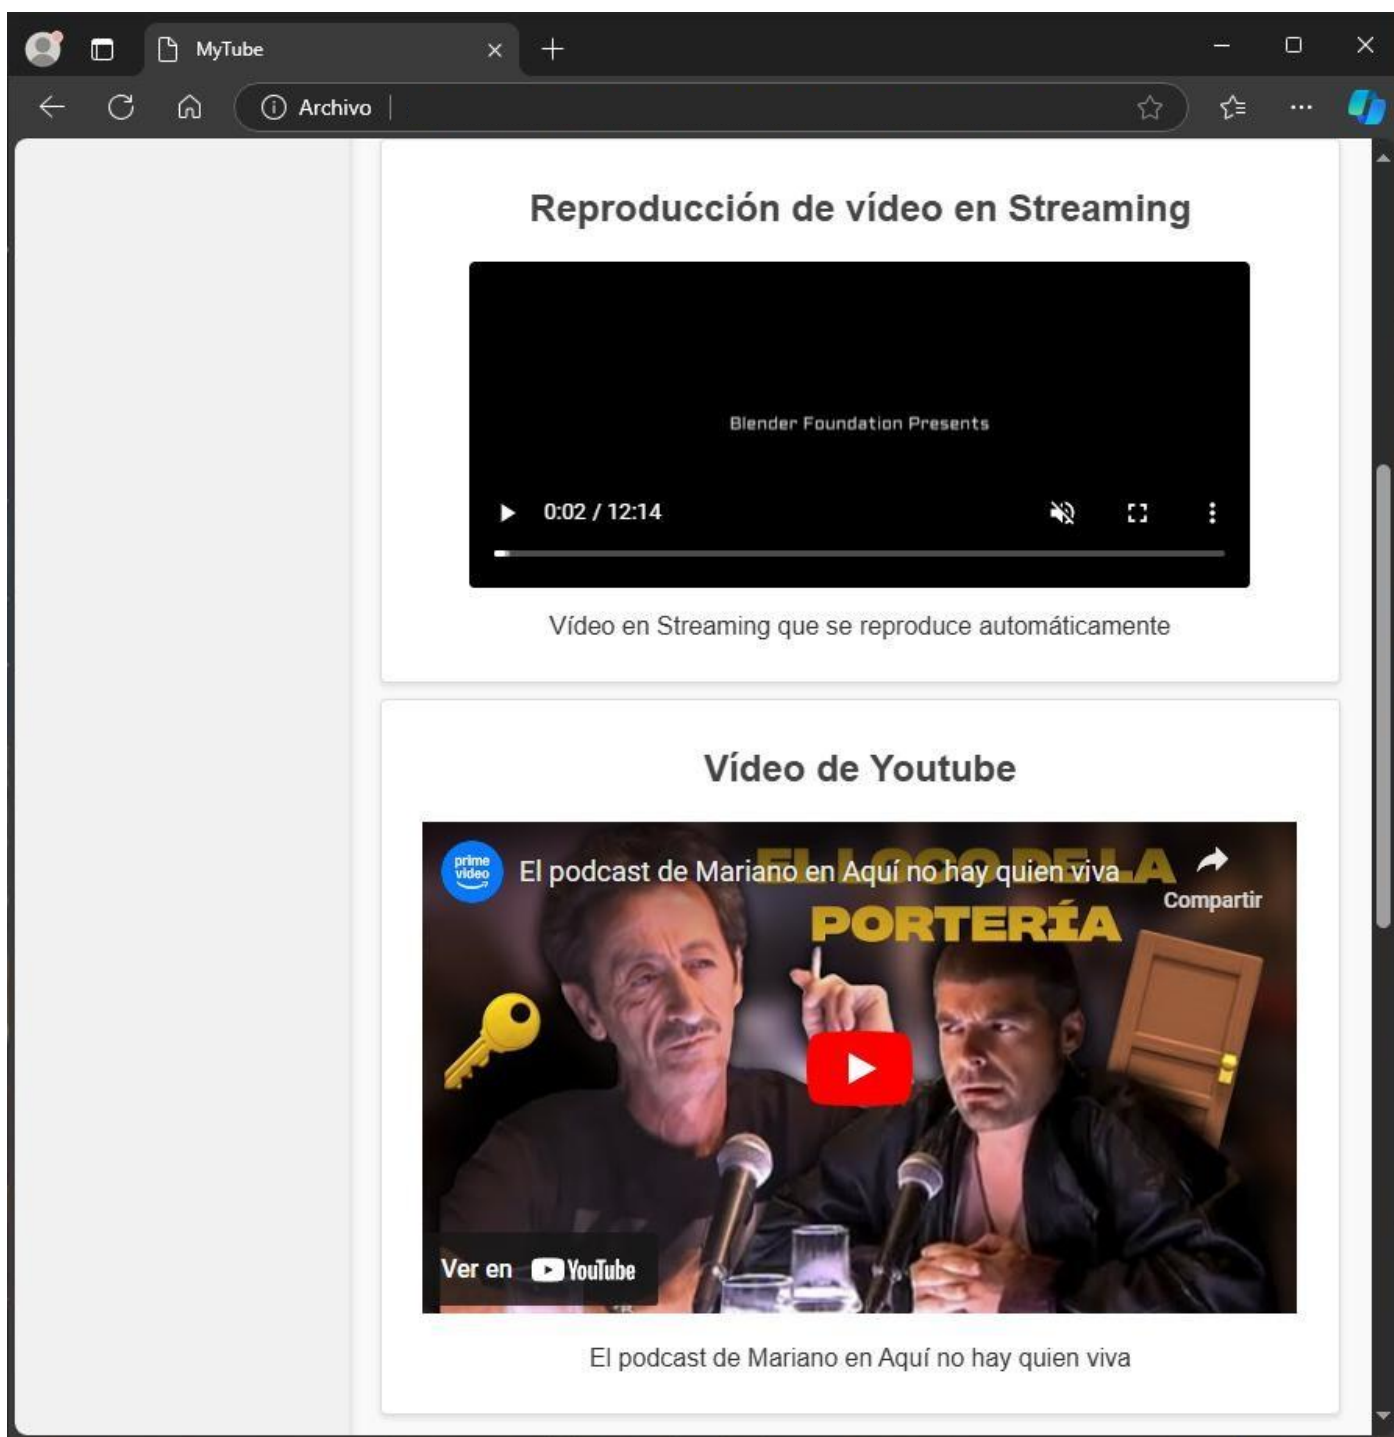 MyTube
Archivo
Reproducción de vídeo en Streaming
Blender Foundation Presents
0:02 / 12:14
Vídeo en Streaming que se reproduce automáticamente
Vídeo de Youtube
prime
video
El podcast de Mariano en Aquí no hay quien viva
EL LOCO DE LA
PORTERÍA
Compartir
Ver en YouTube
El podcast de Mariano en Aquí no hay quien viva